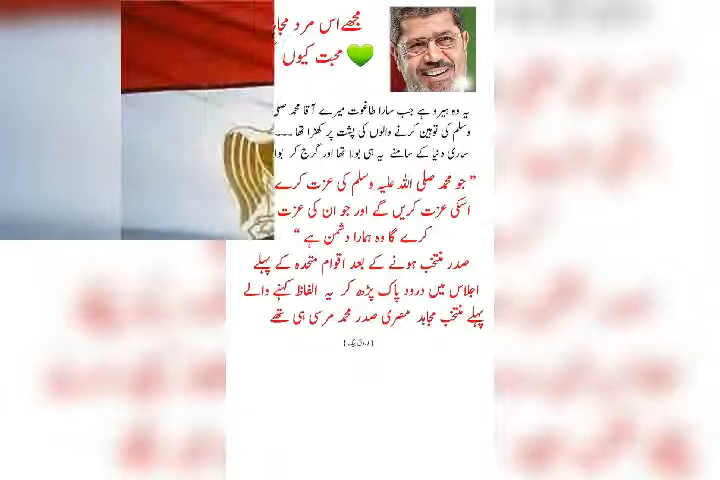 مجھے اس مرد
محبت کیوں
یہ وہ ہیرو ہے جب سارا طاغوت میرے آقا محمد
وسلم کی توہین کرنے والوں کی پشت پر کھڑا تھا ....
ساری دنیا کے سامنے یہ ہی بولا تھا اور گرج کر
" جو محمد صلی اللہ علیہ وسلم کی عزت کرے
اسکی عزت کریں گے اور جو ان کی عزت
کرے گا وہ ہمارا دشمن ہے "
صدر منتخب ہونے کے بعد اقوام متحدہ کے پہلے
اجلاس میں درود پاک پڑھ کر یہ الفاظ کہنے والے
پہلے منتخب مجاہد مصری صدر محمد مرسی ہی تھے